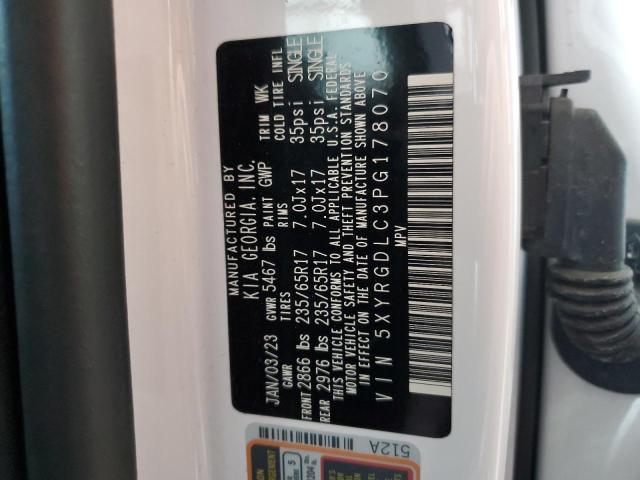 MANUFACTURED BY
KIA GEORGIA, INC.
JAN/03/23 GVWR 5467 lbs PAINT GWP TRIM WK
GAWR TIRES RIMS COLD TIRE INFL
FRONT 2866 lbs 235/65R17 7.0Jx17 35psi SINGLE
REAR 2976 lbs 235/65R17 7.0Jx17 35psi SINGLE
THIS VEHICLE CONFORMS TO ALL APPLICABLE U.S.A. FEDERAL
MOTOR VEHICLE SAFETY AND THEFT PREVENTION STANDARDS
IN EFFECT ON THE DATE OF MANUFACTURE SHOWN ABOVE
VIN 5XYRGDLC3PG178070
MPV
512A